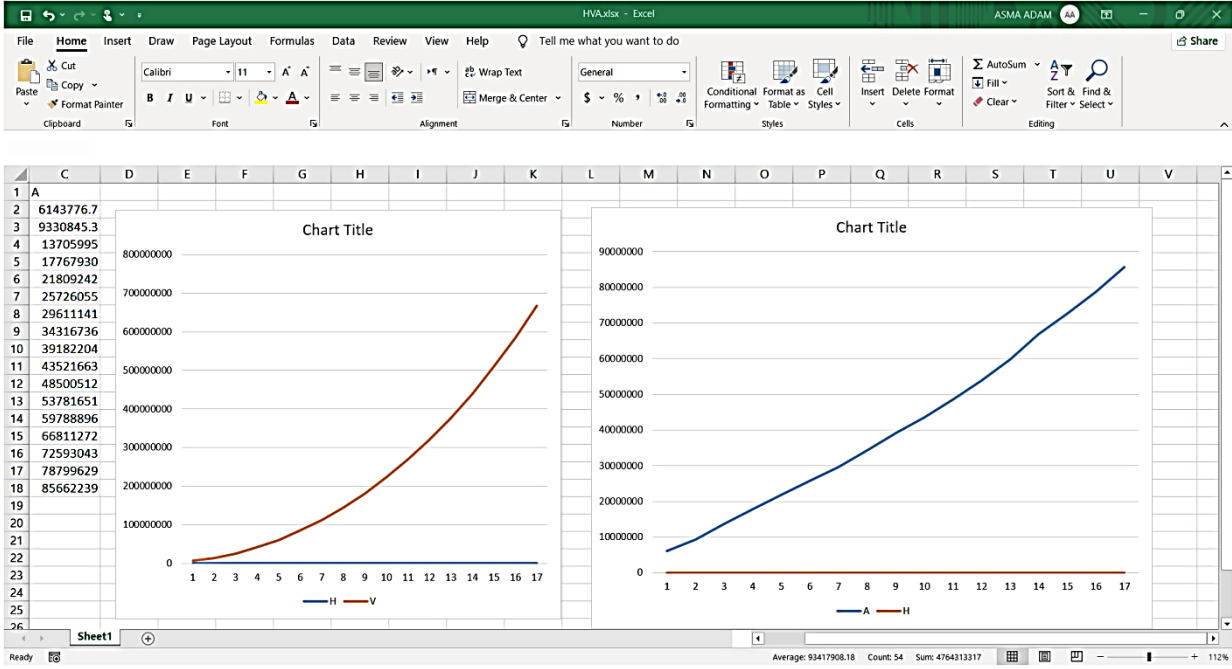 HVA.xlsx - Excel
ASMA ADAM AA
File Home Insert Draw Page Layout Formulas Data Review View Help Tell me what you want to do Share
Paste
Cut
Copy
Format Painter
Clipboard
Calibri 11 A A
B I U A
Font
Wrap Text
Merge & Center
Alignment
General
$ % , .00
Number
Conditional Formatting
Format as Table
Cell Styles
Styles
Insert Delete Format
Cells
AutoSum
Fill
Clear
Sort & Filter
Find & Select
Editing
C D E F G H I J K L M N O P Q R S T U V
1 A
2 6143776.7
3 9330845.3
4 13705995
5 17767930
6 21809242
7 25726055
8 29611141
9 34316736
10 39182204
11 43521663
12 48500512
13 53781651
14 59788896
15 66811272
16 72593043
17 78799629
18 85662239
19
20
21
22
23
24
25
26
Chart Title
800000000
700000000
600000000
500000000
400000000
300000000
200000000
100000000
0
1 2 3 4 5 6 7 8 9 10 11 12 13 14 15 16 17
H V
Chart Title
90000000
80000000
70000000
60000000
50000000
40000000
30000000
20000000
10000000
0
1 2 3 4 5 6 7 8 9 10 11 12 13 14 15 16 17
A H
Sheet1
Ready
Average: 93417908.18 Count: 54 Sum: 4764313317
112%